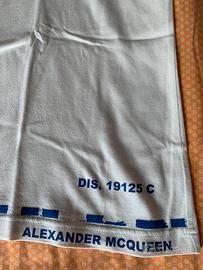 DIS. 19125 C
ALEXANDER MCQUEEN